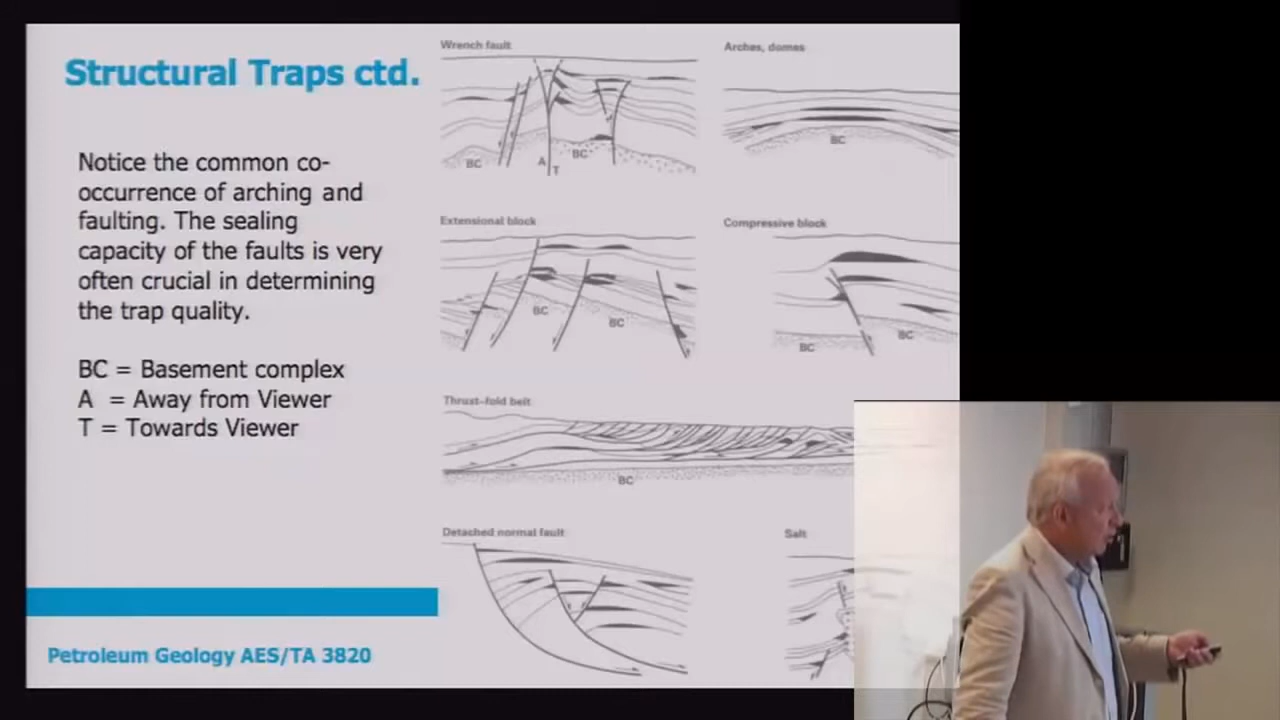 Structural Traps ctd.
Notice the common co-
occurrence of arching and
faulting. The sealing
capacity of the faults is very
often crucial in determining
the trap quality.
BC = Basement complex
A = Away from Viewer
T = Towards Viewer
Petroleum Geology AES/TA 3820
Wrench fault
BC
A
T
BC
Arches, domes
BC
Extensional block
BC
BC
Compressive block
BC
BC
Thrust-fold belt
BC
Detached normal fault
Salt